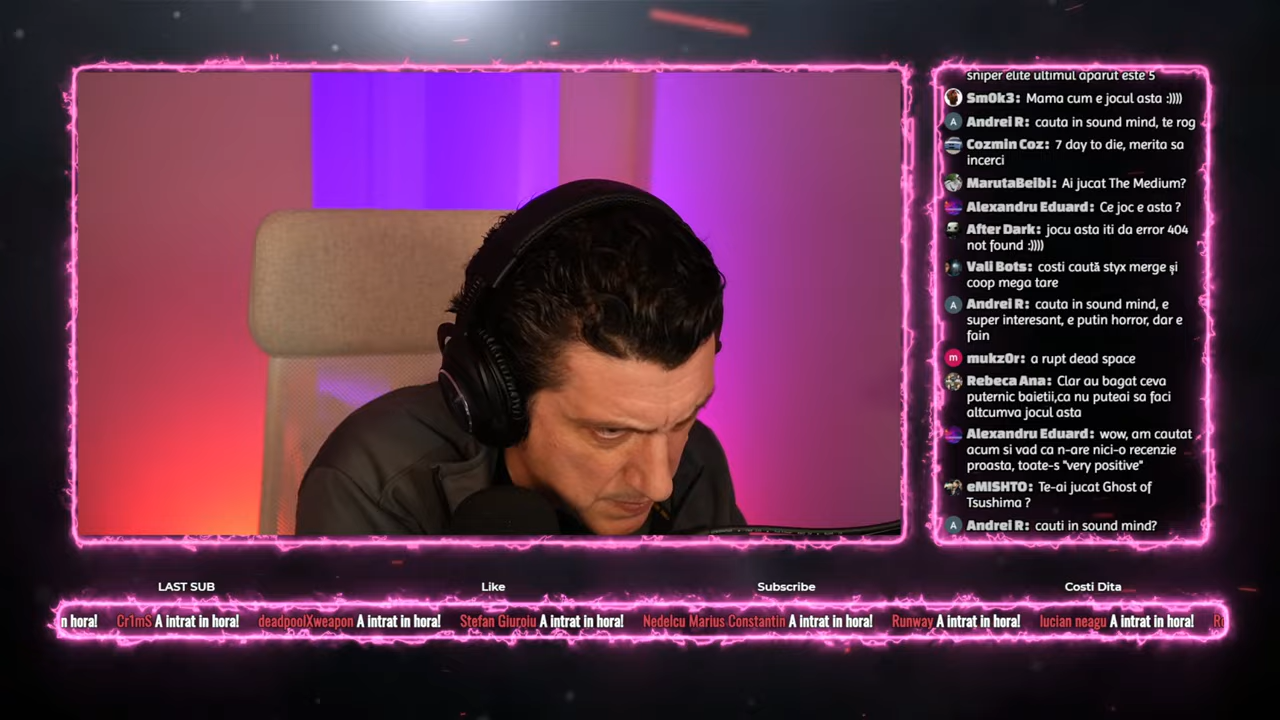 sniper elite ultimul aparut este 5
Sm0k3: Mama cum e jocul asta :))))
A Andrei R: cauta in sound mind, te rog
Cozmin Coz: 7 day to die, merita sa
incerci
MarutaBeibi: Ai jucat The Medium?
Alexandru Eduard: Ce joc e asta ?
After Dark: jocu asta iti da error 404
not found :))))
Vali Bots: costi caută styx merge și
coop mega tare
A Andrei R: cauta in sound mind, e
super interesant, e putin horror, dar e
fain
m mukz0r: a rupt dead space
Rebeca Ana: Clar au bagat ceva
puternic baietii,ca nu puteai sa faci
altcumva jocul asta
Alexandru Eduard: wow, am cautat
acum si vad ca n-are nici-o recenzie
proasta, toate-s "very positive"
eMISHTO: Te-ai jucat Ghost of
Tsushima ?
A Andrei R: cauti in sound mind?
LAST SUB Like Subscribe Costi Dita
n hora! Cr1mS A intrat in hora! deadpoolXweapon A intrat in hora! Stefan Giuroiu A intrat in hora! Nedelcu Marius Constantin A intrat in hora! Runway A intrat in hora! lucian neagu A intrat in hora!